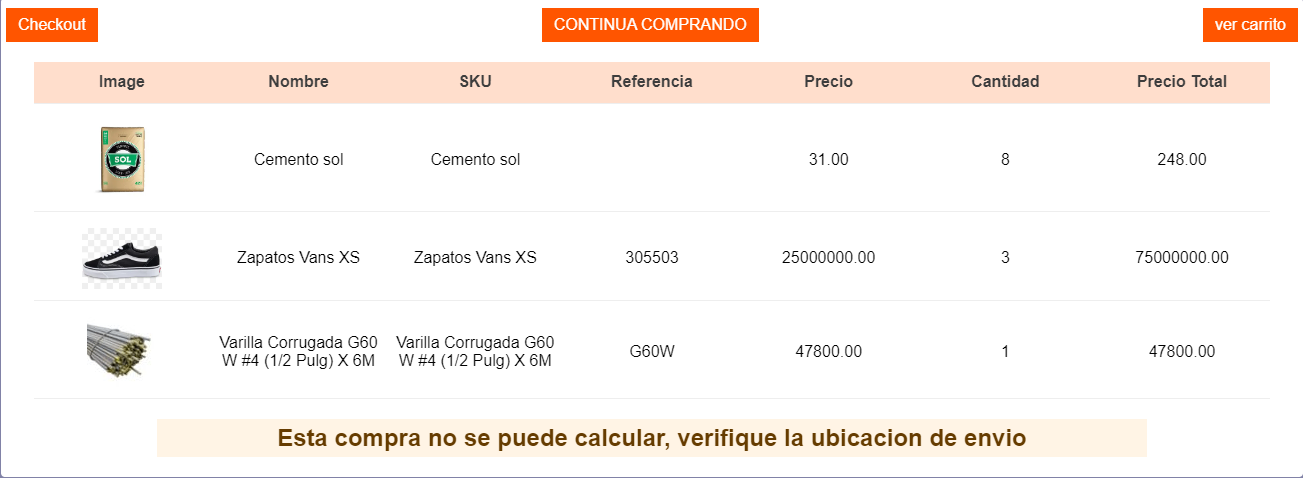 Checkout CONTINUA COMPRANDO ver carrito
Image Nombre SKU Referencia Precio Cantidad Precio Total
SOL
Cemento sol Cemento sol 31.00 8 248.00
Zapatos Vans XS Zapatos Vans XS 305503 25000000.00 3 75000000.00
Varilla Corrugada G60 Varilla Corrugada G60
W #4 (1/2 Pulg) X 6M W #4 (1/2 Pulg) X 6M G60W 47800.00 1 47800.00
Esta compra no se puede calcular, verifique la ubicacion de envio